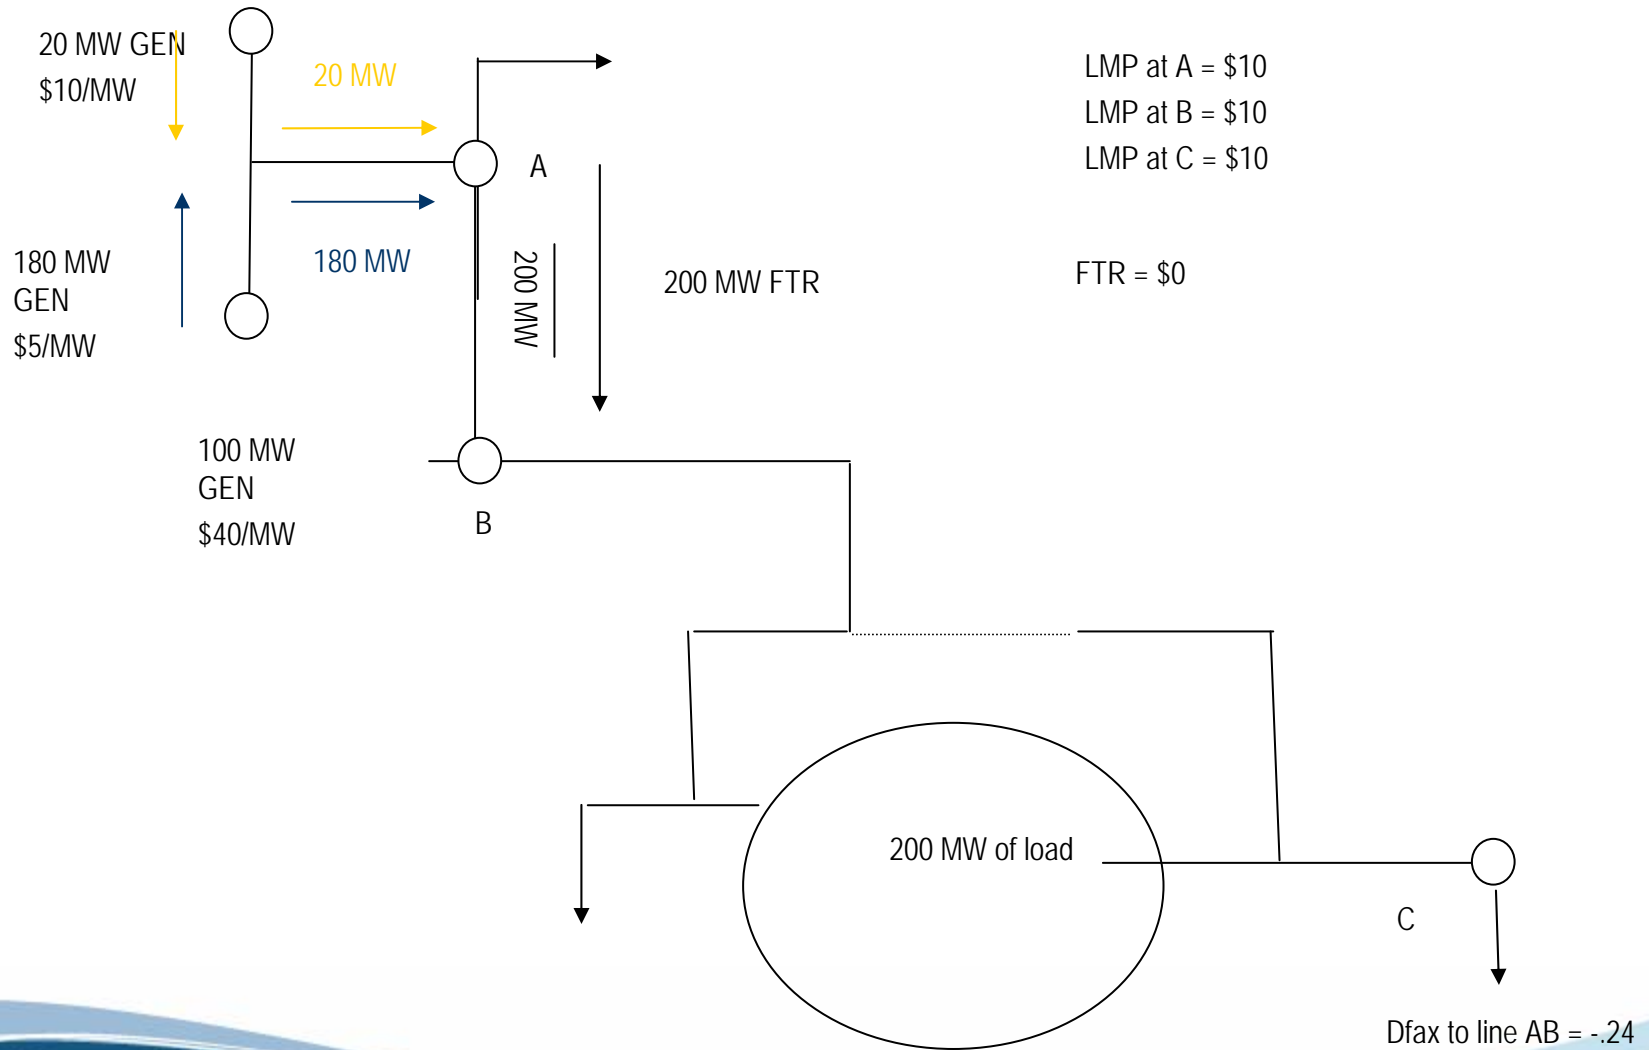 20 MW GEN
$10/MW
20 MW
LMP at A = $10
LMP at B = $10
LMP at C = $10
A
180 MW
GEN
$5/MW
180 MW
200 MW
200 MW FTR
FTR = $0
100 MW
GEN
$40/MW
B
200 MW of load
C
Dfax to line AB = -.24